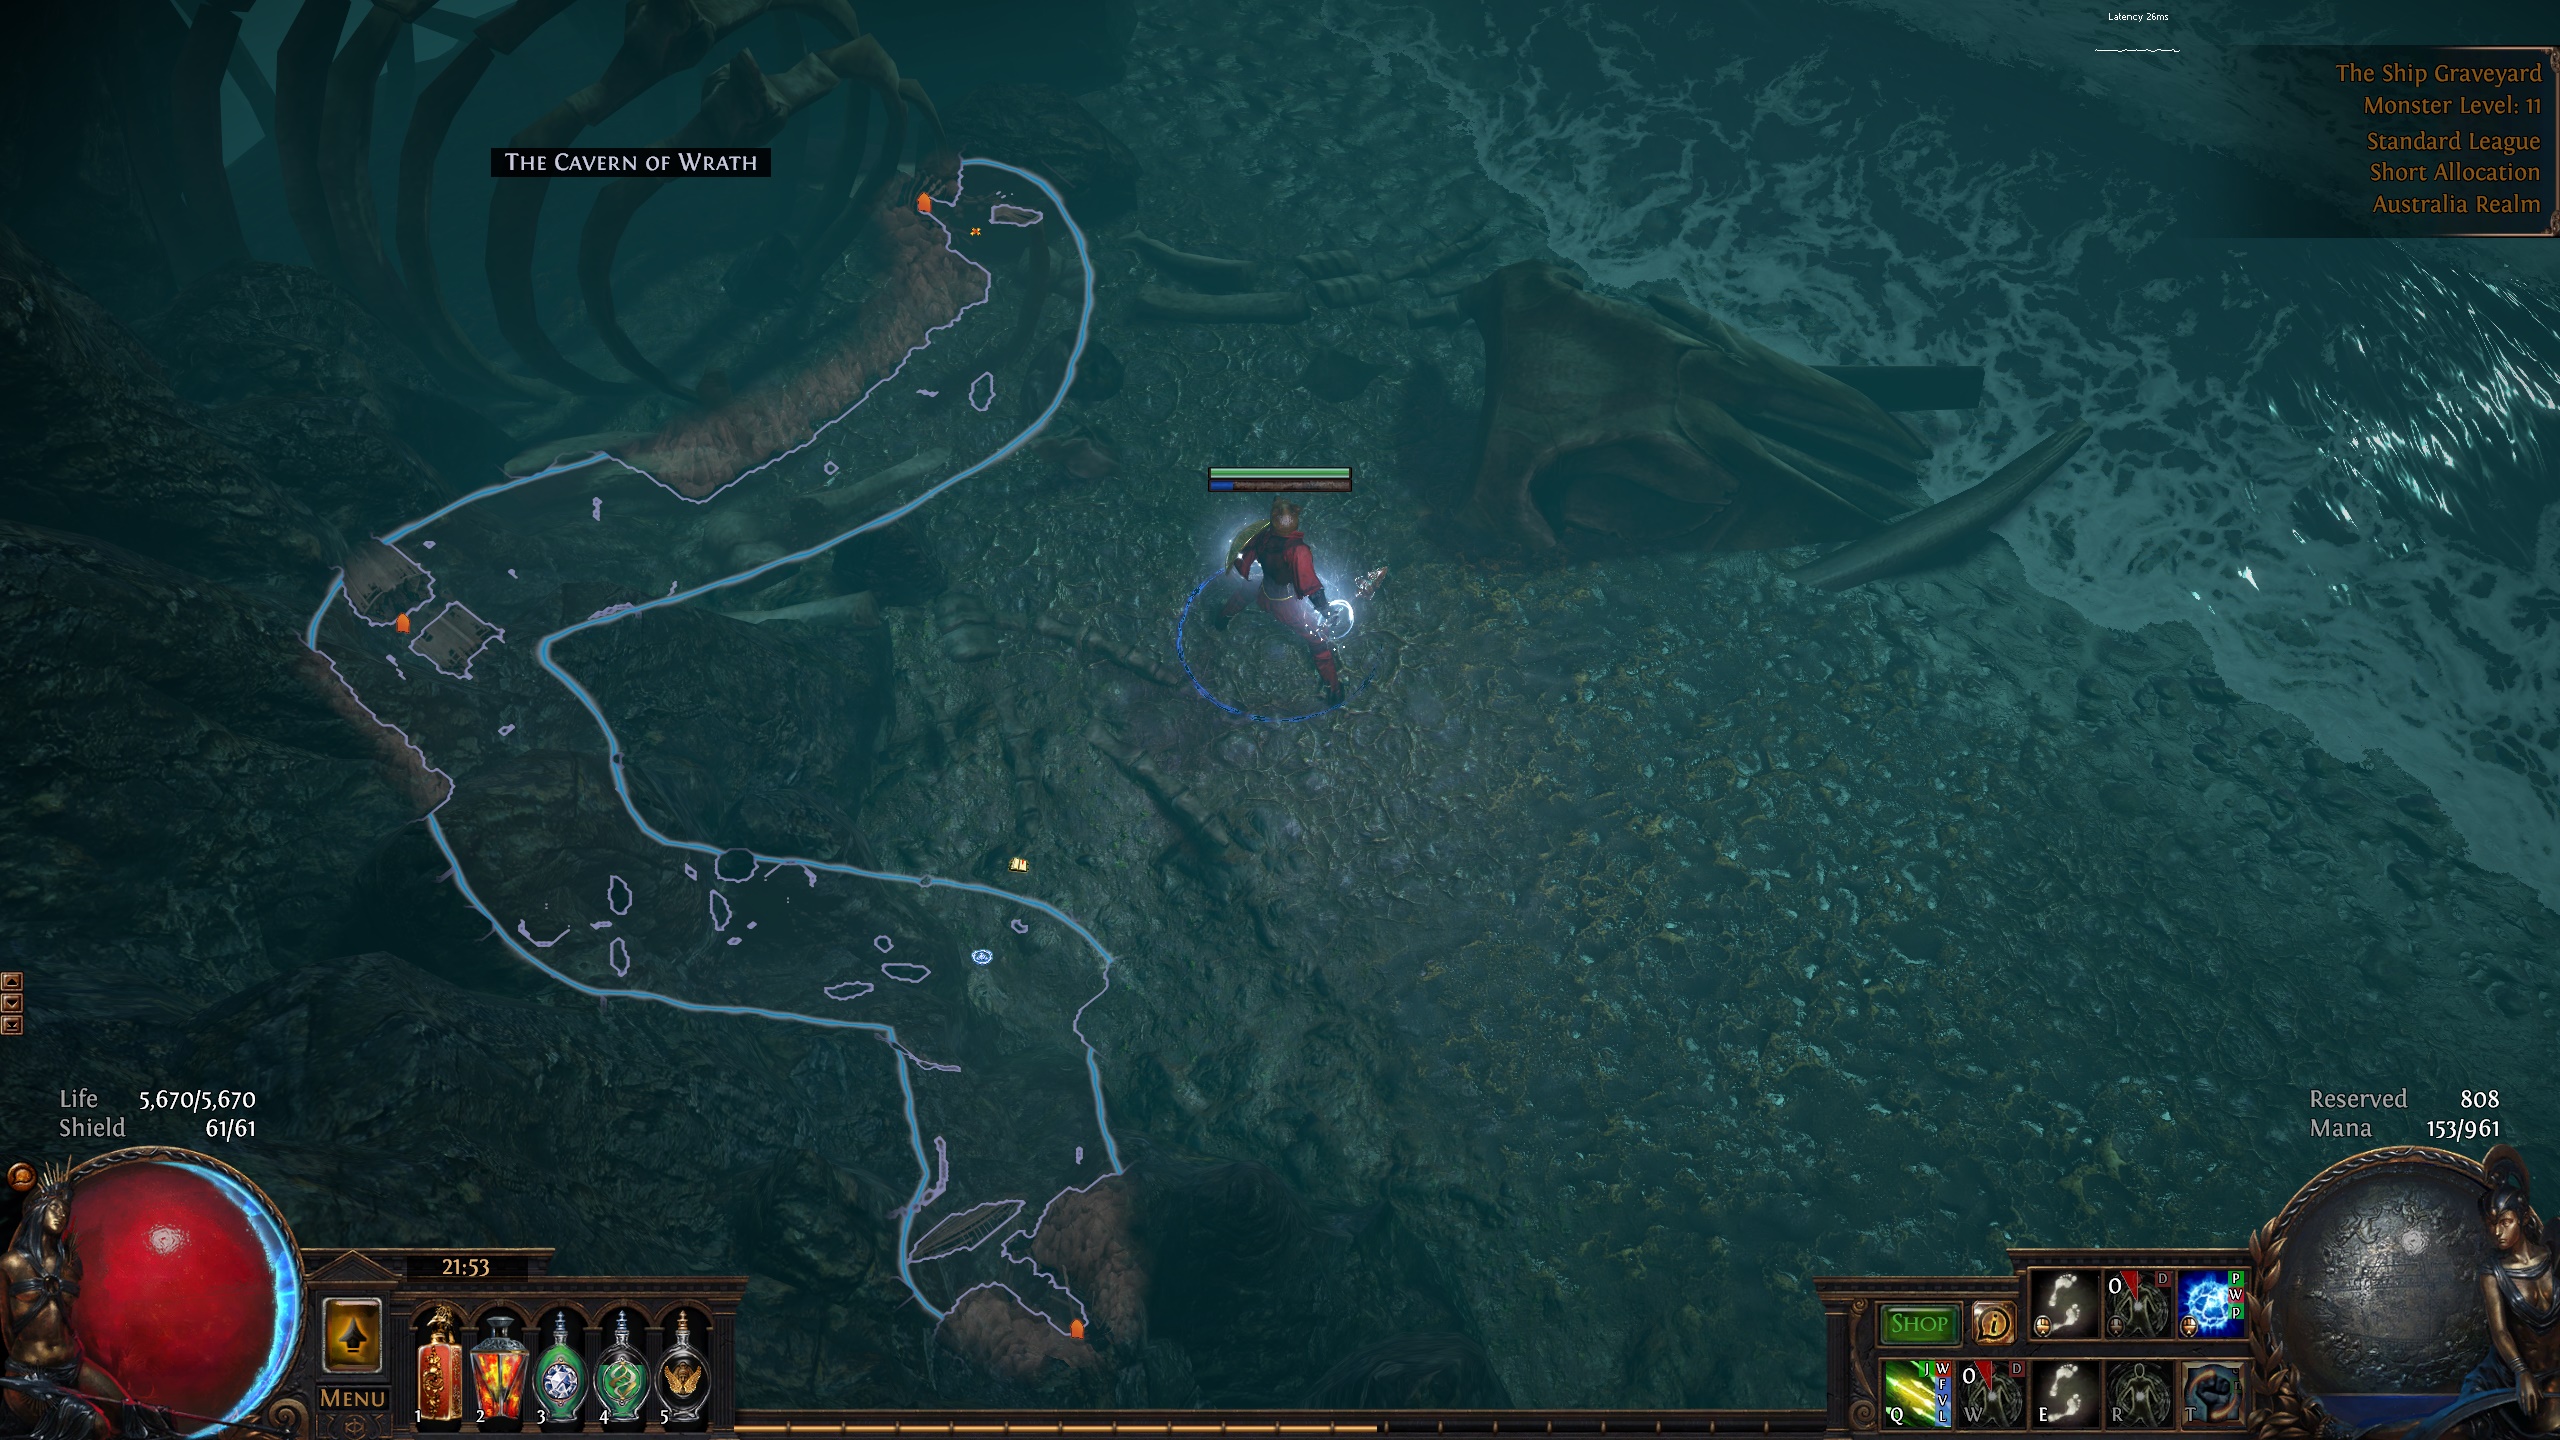 Latency 26ms
The Ship Graveyard
Monster Level: 11
Standard League
Short Allocation
Australia Realm
The Cavern of Wrath
Life 5,670/5,670
Shield 61/61
Reserved 808
Mana 153/961
21:53
Menu
1 2 3 4 5
Shop
O D P
W
P
J W
F
V
L
O D
Q W E R T